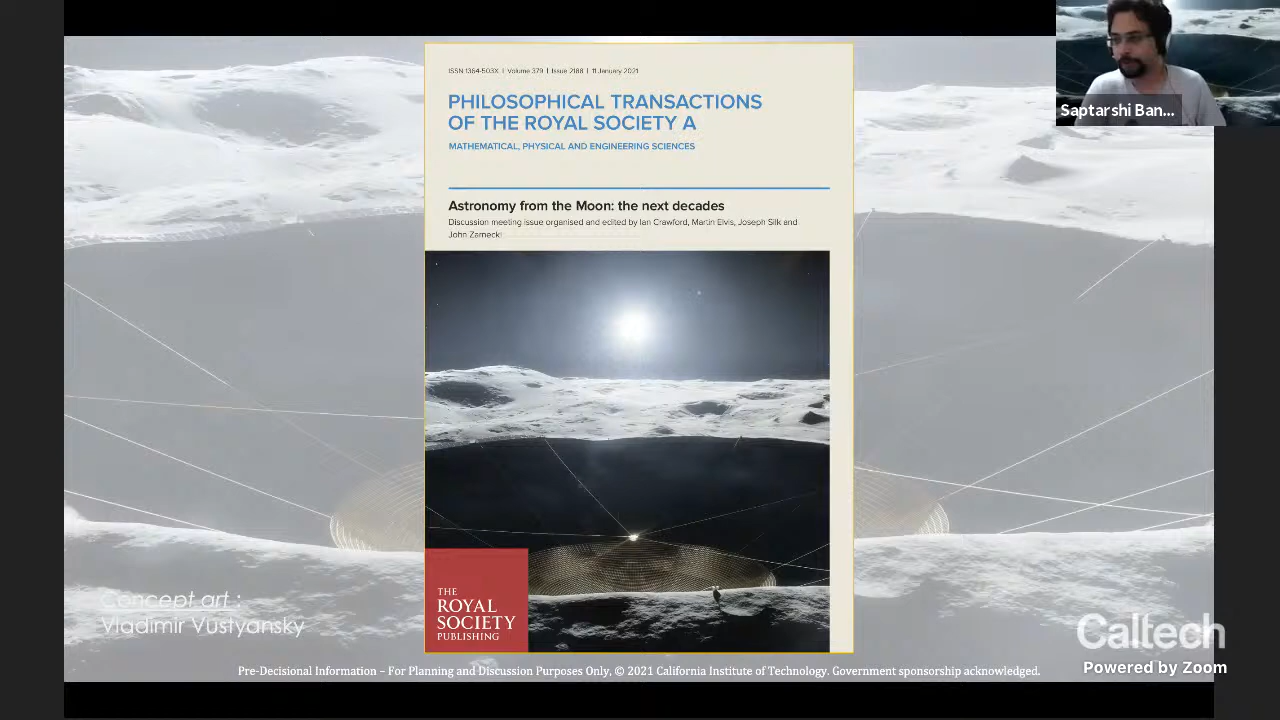 ISSN 1364-503X | Volume 379 | Issue 2188 | 11 January 2021
PHILOSOPHICAL TRANSACTIONS
OF THE ROYAL SOCIETY A
MATHEMATICAL, PHYSICAL AND ENGINEERING SCIENCES
Astronomy from the Moon: the next decades
Discussion meeting issue organised and edited by Ian Crawford, Martin Elvis, Joseph Silk and
John Zarnecki
THE
ROYAL
SOCIETY
PUBLISHING
Saptarshi Ban...
Concept art :
Vladimir Vustyansky
Caltech
Powered by Zoom
Pre-Decisional Information – For Planning and Discussion Purposes Only, © 2021 California Institute of Technology. Government sponsorship acknowledged.